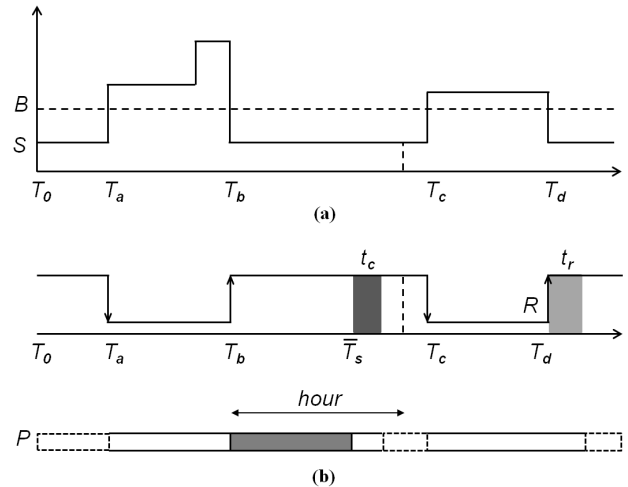 B
S
T0 Ta Tb Tc Td
(a)
tc tr
R
T0 Ta Tb T̿s Tc Td
hour
P
(b)